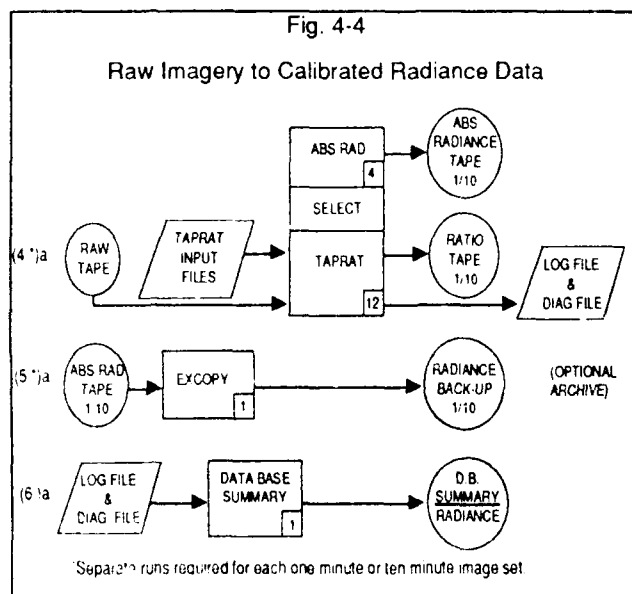 Fig. 4-4
Raw Imagery to Calibrated Radiance Data
ABS RAD
4
ABS
RADIANCE
TAPE
1/10
SELECT
(4*)a
RAW
TAPE
TAPRAT
INPUT
FILES
TAPRAT
12
RATIO
TAPE
1/10
LOG FILE
&
DIAG FILE
(5*)a
ABS RAD
TAPE
1 10
EXCOPY
1
RADIANCE
BACK-UP
1/10
(OPTIONAL
ARCHIVE)
(6)a
LOG FILE
&
DIAG FILE
DATA BASE
SUMMARY
1
D.B.
SUMMARY
RADIANCE
*Separate runs required for each one minute or ten minute image set.